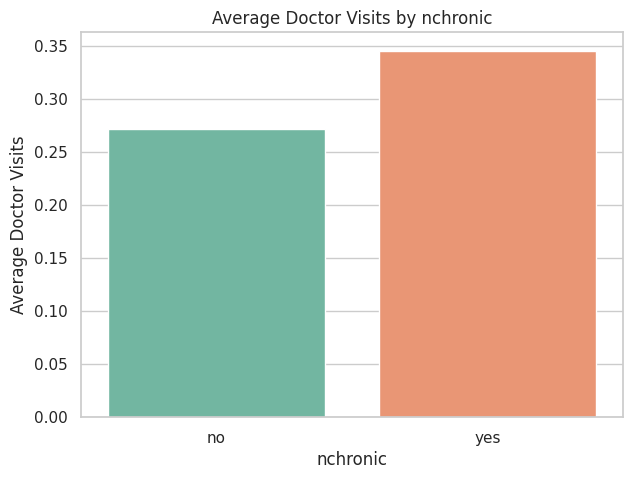 Average Doctor Visits by nchronic
Average Doctor Visits
0.35
0.30
0.25
0.20
0.15
0.10
0.05
0.00
no yes
nchronic